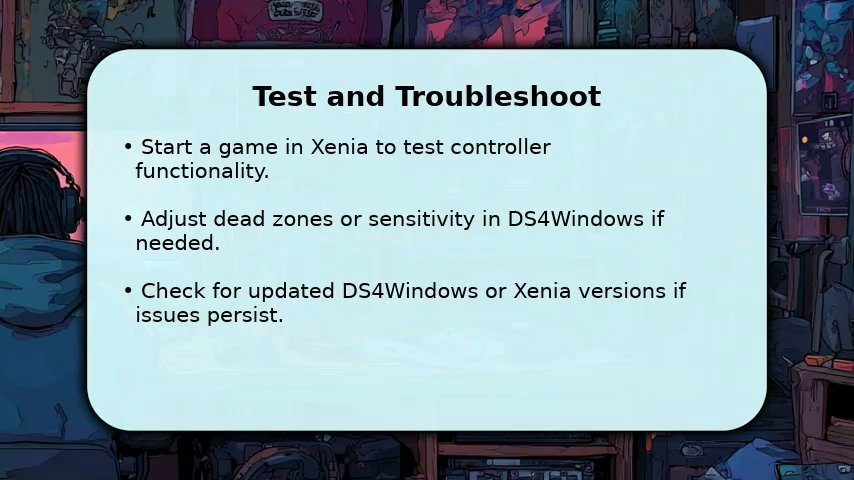 Test and Troubleshoot
• Start a game in Xenia to test controller
functionality.
• Adjust dead zones or sensitivity in DS4Windows if
needed.
• Check for updated DS4Windows or Xenia versions if
issues persist.